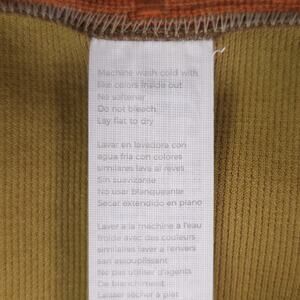 Machine wash cold with
like colors inside out
No softener
Do not bleach
Lay flat to dry
Lavar en lavadora con
agua fria con colores
similares lava al reves
Sin suavizante
No usar blanqueante
Secar extendido en plano
Laver a la machine a l'eau
froide avec des couleurs
similaires laver a l'envers
san assouplissant
Ne pas utiliser d'agents
De blanchiment
Laisser sécher à plat